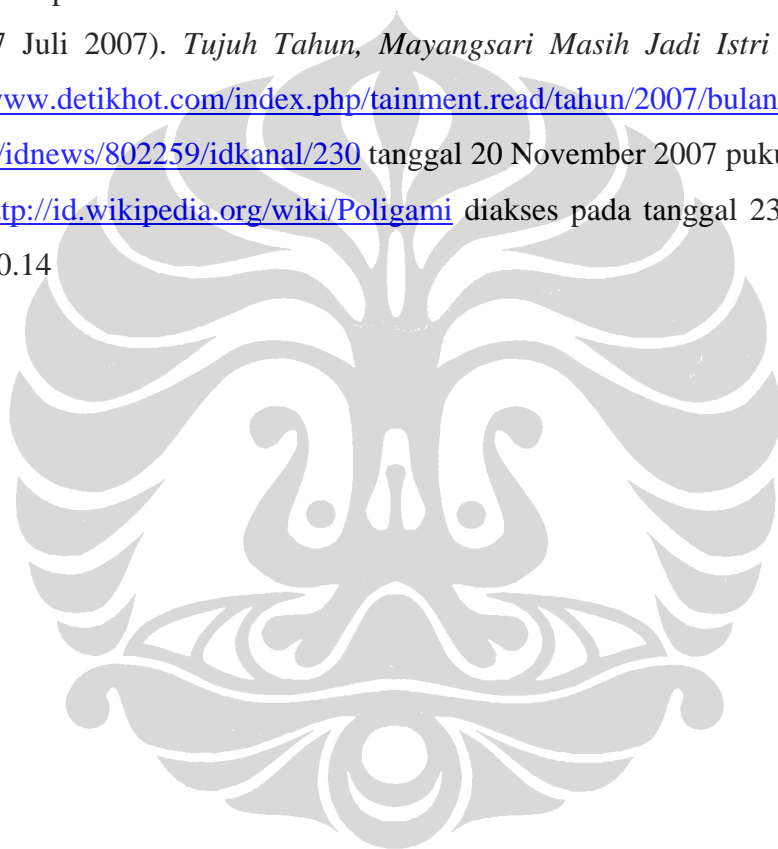 7 Juli 2007). Tujuh Tahun, Mayangsari Masih Jadi Istri
www.detikhot.com/index.php/tainment.read/tahun/2007/bulan
/idnews/802259/idkanal/230 tanggal 20 November 2007 puku
ttp://id.wikipedia.org/wiki/Poligami diakses pada tanggal 23
0.14